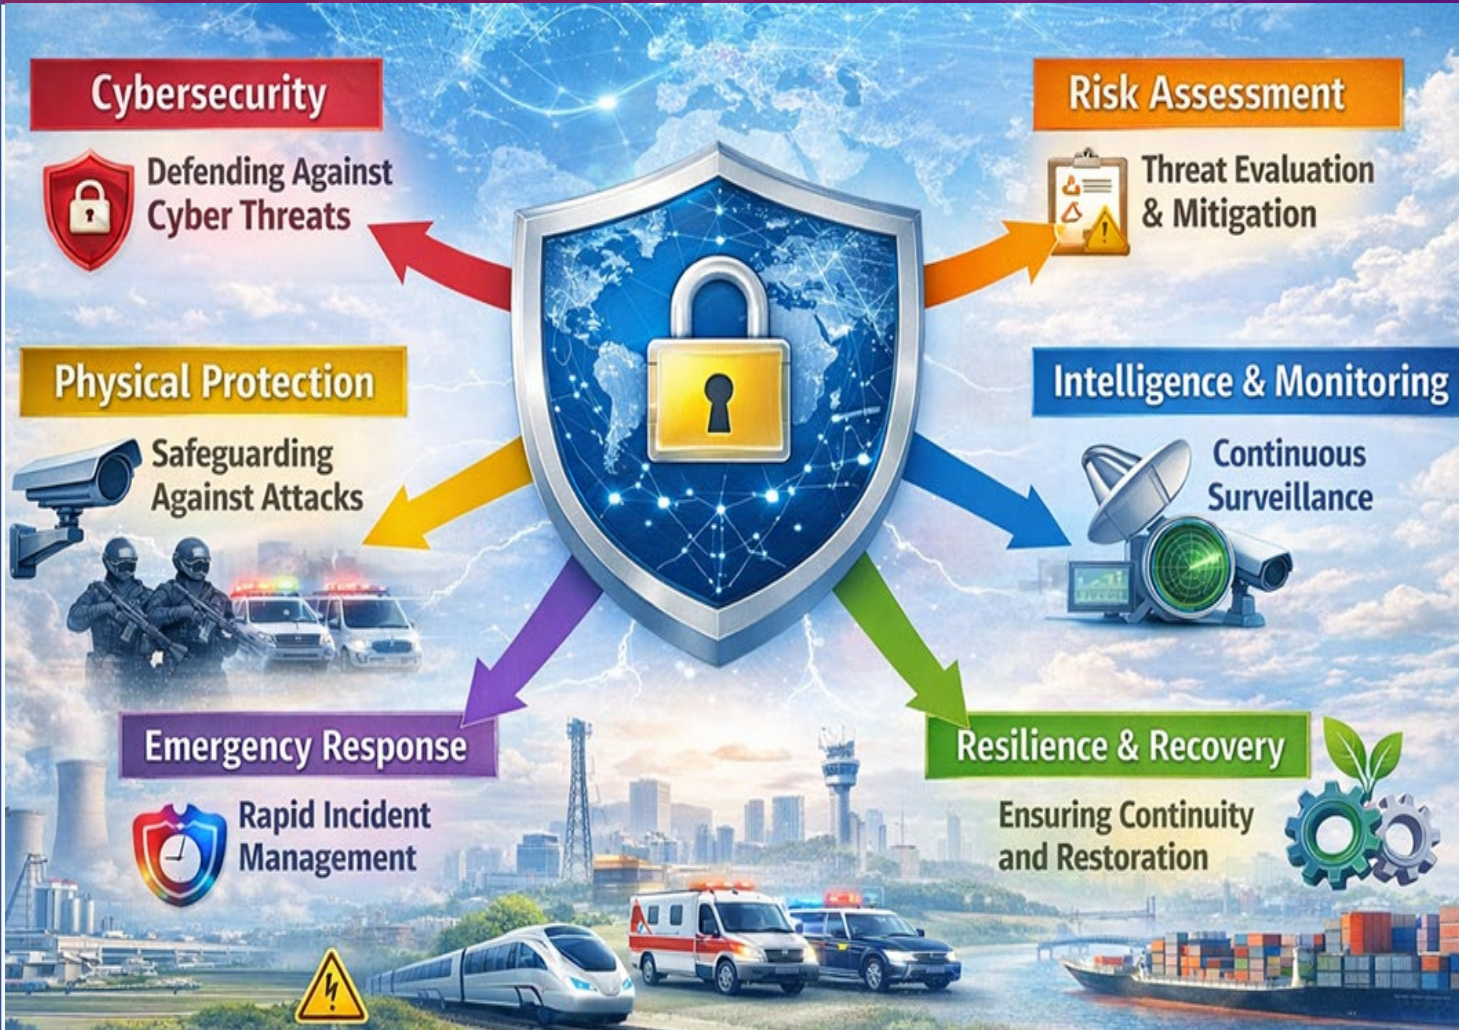 Cybersecurity
Defending Against
Cyber Threats
Risk Assessment
Threat Evaluation
& Mitigation
Physical Protection
Safeguarding
Against Attacks
Intelligence & Monitoring
Continuous
Surveillance
Emergency Response
Rapid Incident
Management
Resilience & Recovery
Ensuring Continuity
and Restoration